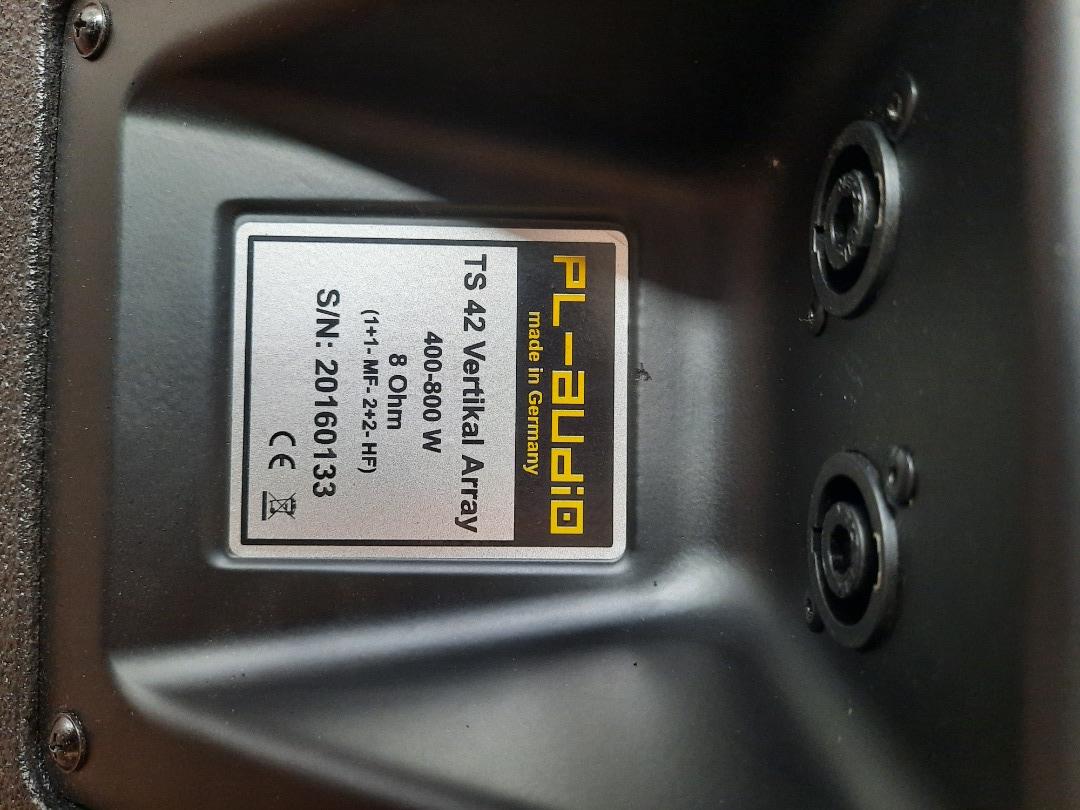 PL-audio
made in Germany
TS 42 Vertikal Array
400-800 W
8 Ohm
(1+1- MF- 2+2- HF)
S/N: 20160133
CE